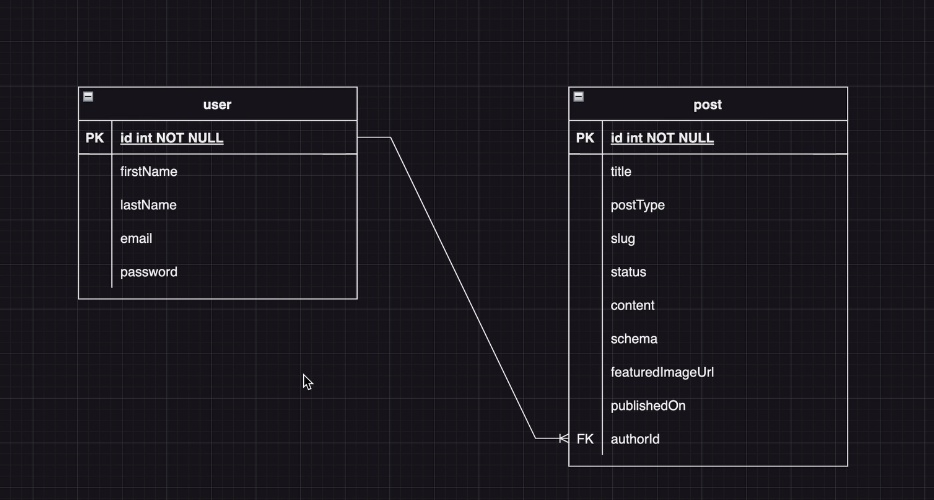 user
PK id int NOT NULL
firstName
lastName
email
password
post
PK id int NOT NULL
title
postType
slug
status
content
schema
featuredImageUrl
publishedOn
FK authorId